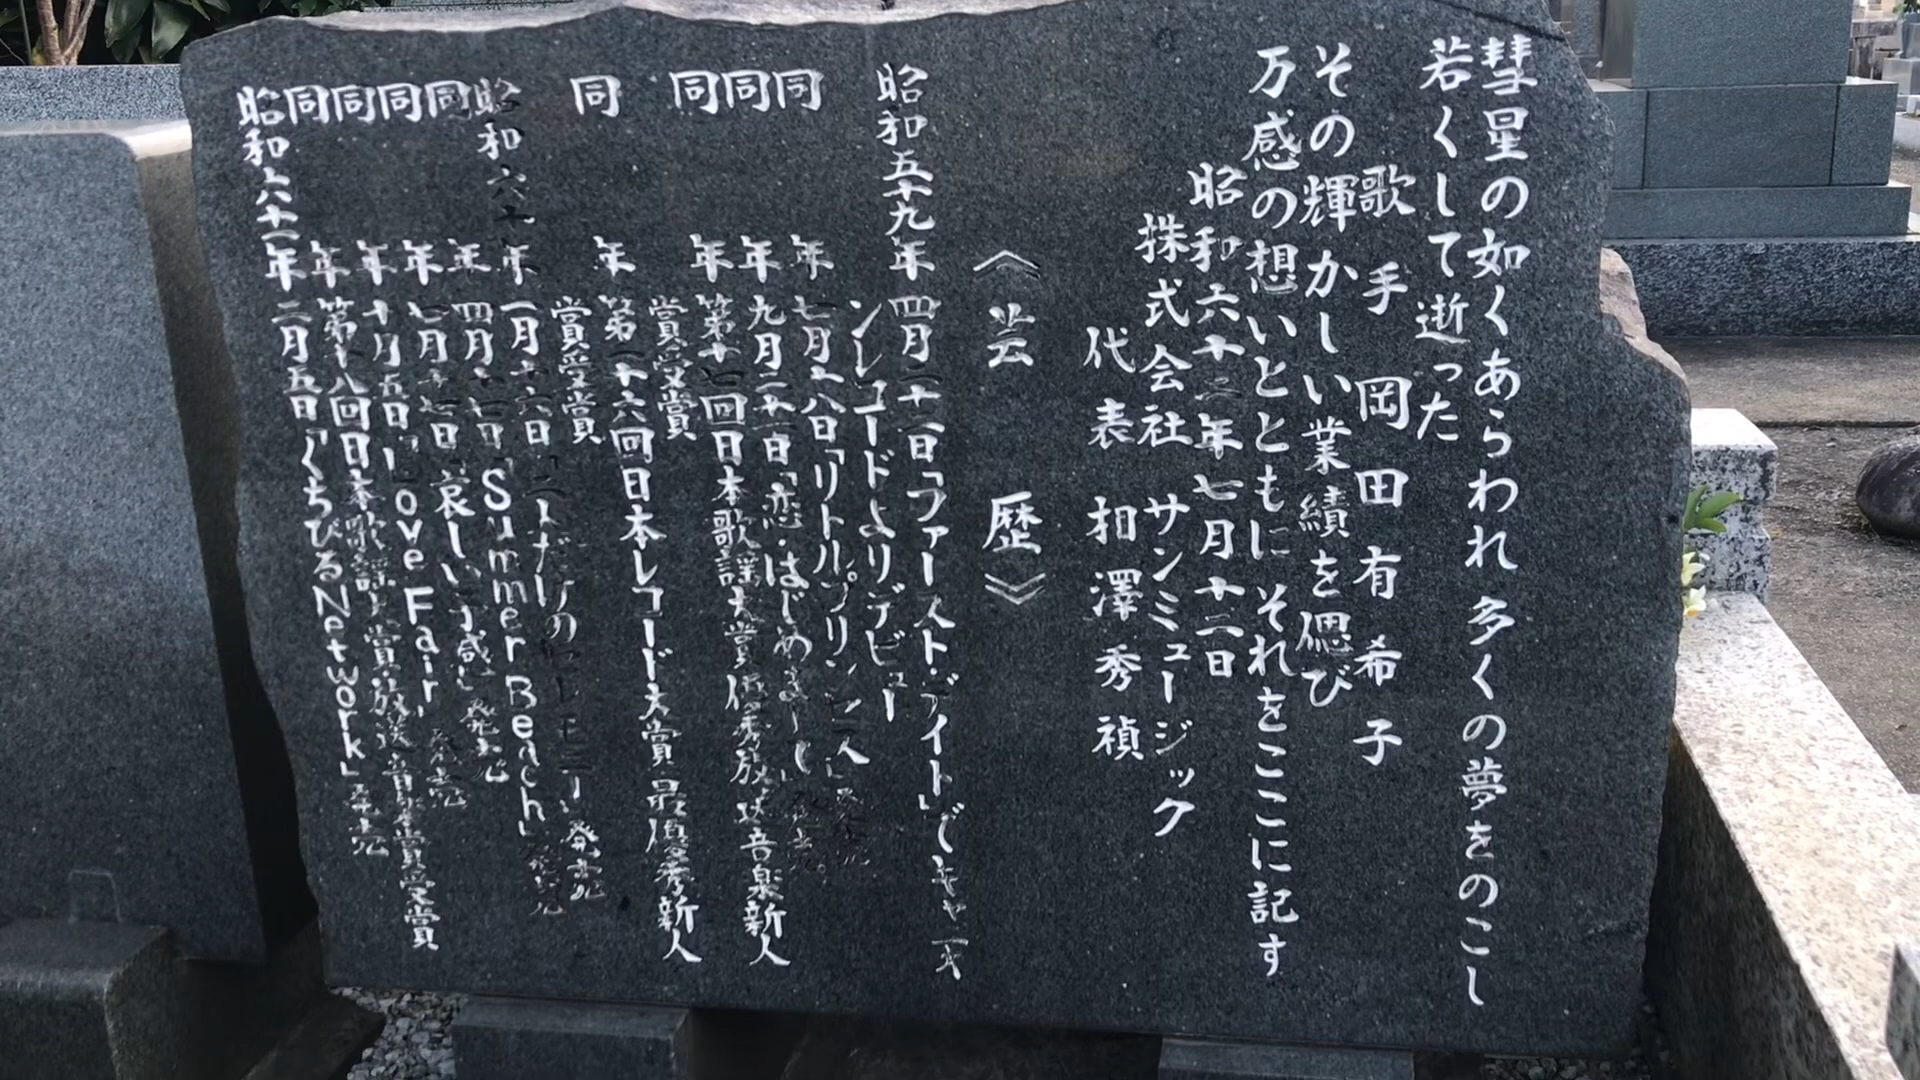 彗星の如くあらわれ 多くの夢をのこし
若くして逝った
歌手 岡田有希子
その輝かしい業績を偲び
万感の想いとともに それをここに記す
昭和六十二年七月十二日
株式会社 サンミュージック
代表 相澤秀禎
《芸 歴》
昭和五十九年 四月二十一日「ファースト・デイト」でキャニオ
ンレコードよりデビュー
同 年 七月十八日「リトルプリンセス」発売
同 年 九月二十一日「恋・はじめまして」発売
同 年 第十七回日本歌謡大賞優秀放送音楽新人
賞受賞
同 年 第二十六回日本レコード大賞最優秀新人
賞受賞
昭和六十年 一月十六日「二人だけのセレモニー」発売
同 年 四月十七日「Summer Beach」発売
同 年 七月十七日「哀しい予感」発売
同 年 十月五日「Love Fair」発売
同 年 第十八回日本歌謡大賞放送音楽賞受賞
昭和六十一年 二月五日「くちびるNetwork」発売